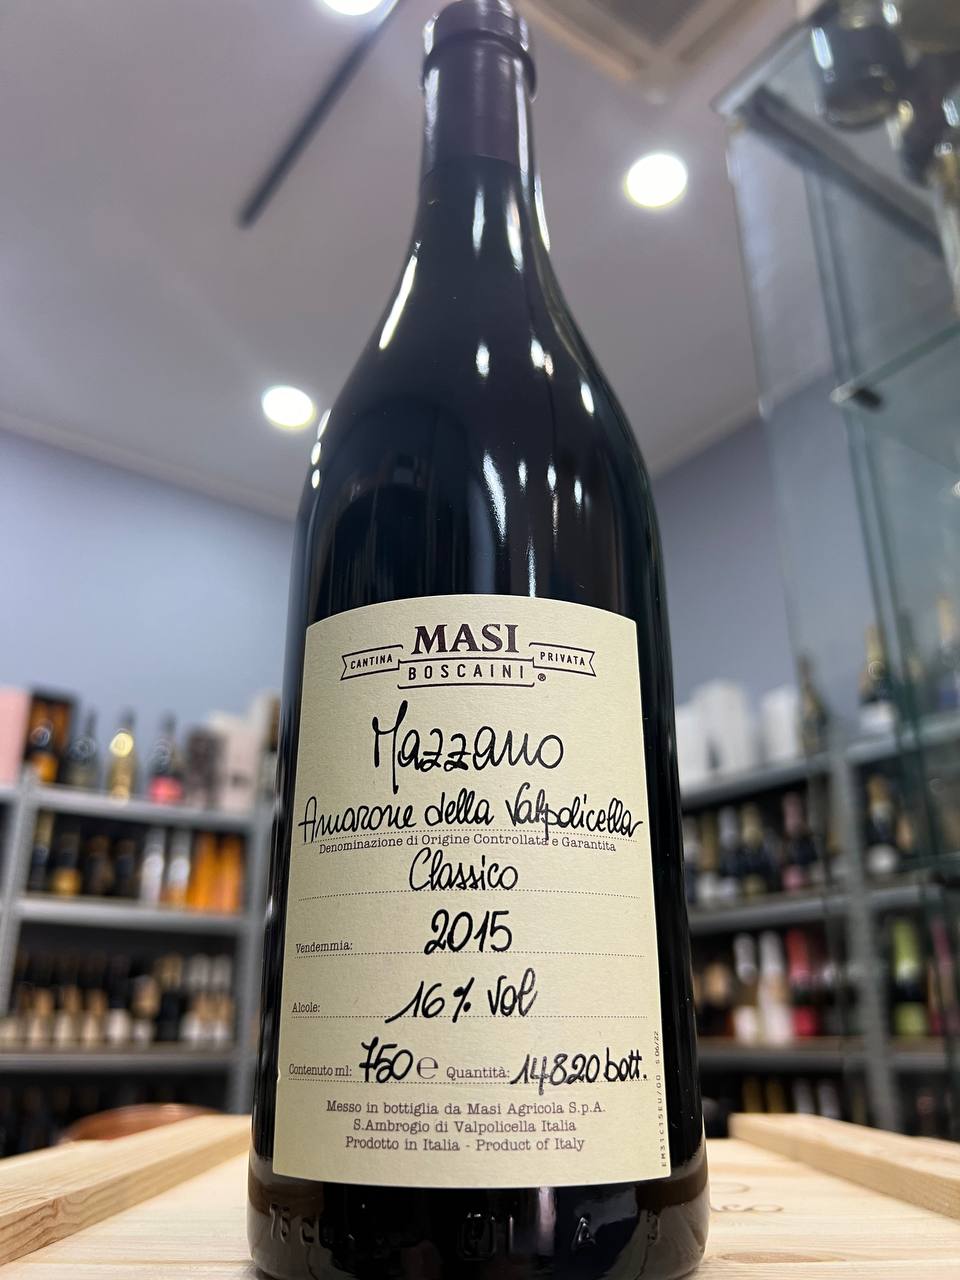 MASI
CANTINA BOSCAINI® PRIVATA
Mazzano
Amarone della Valpolicella
Denominazione di Origine Controllata e Garantita
Classico
Vendemmia: 2015
Alcole: 16 % vol
Contenuto ml: 750 ℮ Quantità: 14820 bott.
Messo in bottiglia da Masi Agricola S.p.A.
S.Ambrogio di Valpolicella Italia
Prodotto in Italia - Product of Italy